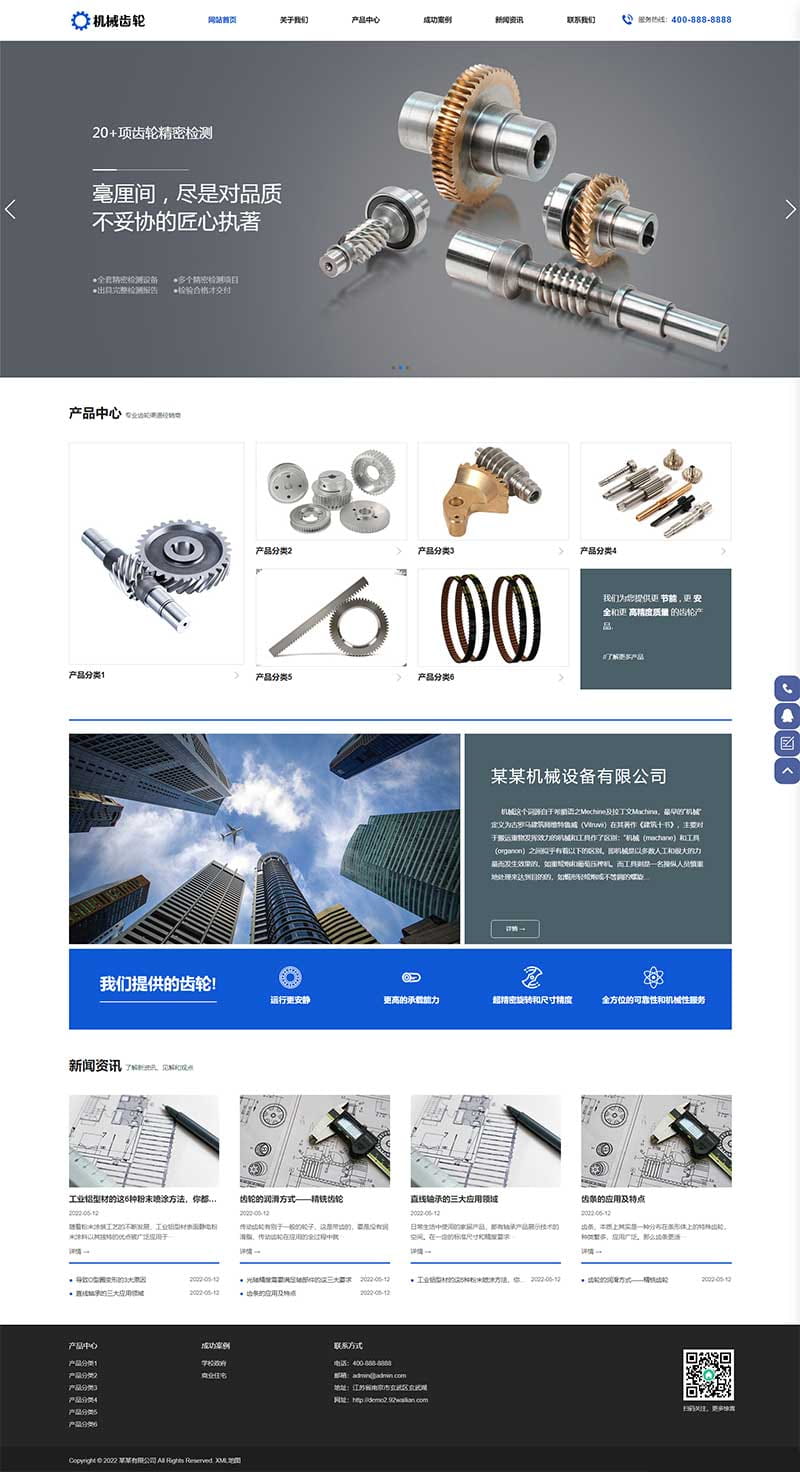 机械齿轮
网站首页
关于我们
产品中心
成功案例
新闻资讯
联系我们
服务热线: 400-888-8888
20+项齿轮精密检测
毫厘间，尽是对品质
不妥协的匠心执著
●全套精密检测设备 ●多个精密检测项目
●出具完整检测报告 ●检验合格才交付
产品中心 专业齿轮渠道经销商
产品分类1
产品分类2
产品分类3
产品分类4
产品分类5
产品分类6
我们为您提供更 节能 , 更 安
全和更 高精度质量 的齿轮产
品.
//了解更多产品
某某机械设备有限公司
机械这个词源自于希腊语之Mechine及拉丁文Machina，最早的“机械”
定义为古罗马建筑师维特鲁威（Vitruvii）在其著作《建筑十书》，主要对
于搬运重物发挥效力的机械和工具作了区别：“机械（machane）和工具
（organon）之间似乎有着以下的区别。即机械是以多数人工和很大的力
量而发生效果的，如重炮和葡萄压榨机。而工具则是一名操纵人员慎重
地处理来达到目的的，如
详情 →
我们提供的齿轮!
运行更安静
更高的承载能力
超精密旋转和尺寸精度
全方位的可靠性和机械性服务
新闻资讯 了解新资讯、见解和观点
工业铝型材的这6种粉末喷涂方法，你都…
2022-05-12
随着粉末涂装工艺的不断发展，工业铝型材表面静电粉
末涂料以其独特的优点被广泛应用于…
详情 →
齿轮的润滑方式——精铣齿轮
2022-05-12
传动齿轮有别于一般的轮子，这是带齿的，要是没有润
滑脂，传动齿轮在应用的全过程中就…
详情 →
直线轴承的三大应用领域
2022-05-12
日常生活中使用的家居产品，都有轴承产品展示技术的
空间。在一定的标准尺寸和精度要求…
详情 →
齿条的应用及特点
2022-05-12
齿条，本质上其实是一种分布在条形体上的特殊齿轮，
种类繁多，应用广泛。那么齿条更适…
详情 →
导致O型圈变形的3大原因 2022-05-12
直线轴承的三大应用领域 2022-05-12
光轴精度需要满足轴部件的这三大要求 2022-05-12
齿条的应用及特点 2022-05-12
工业铝型材的这6种粉末喷涂方法，你… 2022-05-12
齿轮的润滑方式——精铣齿轮 2022-05-12
产品中心
产品分类1
产品分类2
产品分类3
产品分类4
产品分类5
产品分类6
成功案例
学校政府
商业住宅
联系方式
电话：400-888-8888
邮箱：admin@admin.com
地址：江苏省南京市玄武区玄武湖
网址：http://demo2.92wailian.com
扫码关注，更多惊喜
Copyright © 2022 某某有限公司 All Rights Reserved. XML地图